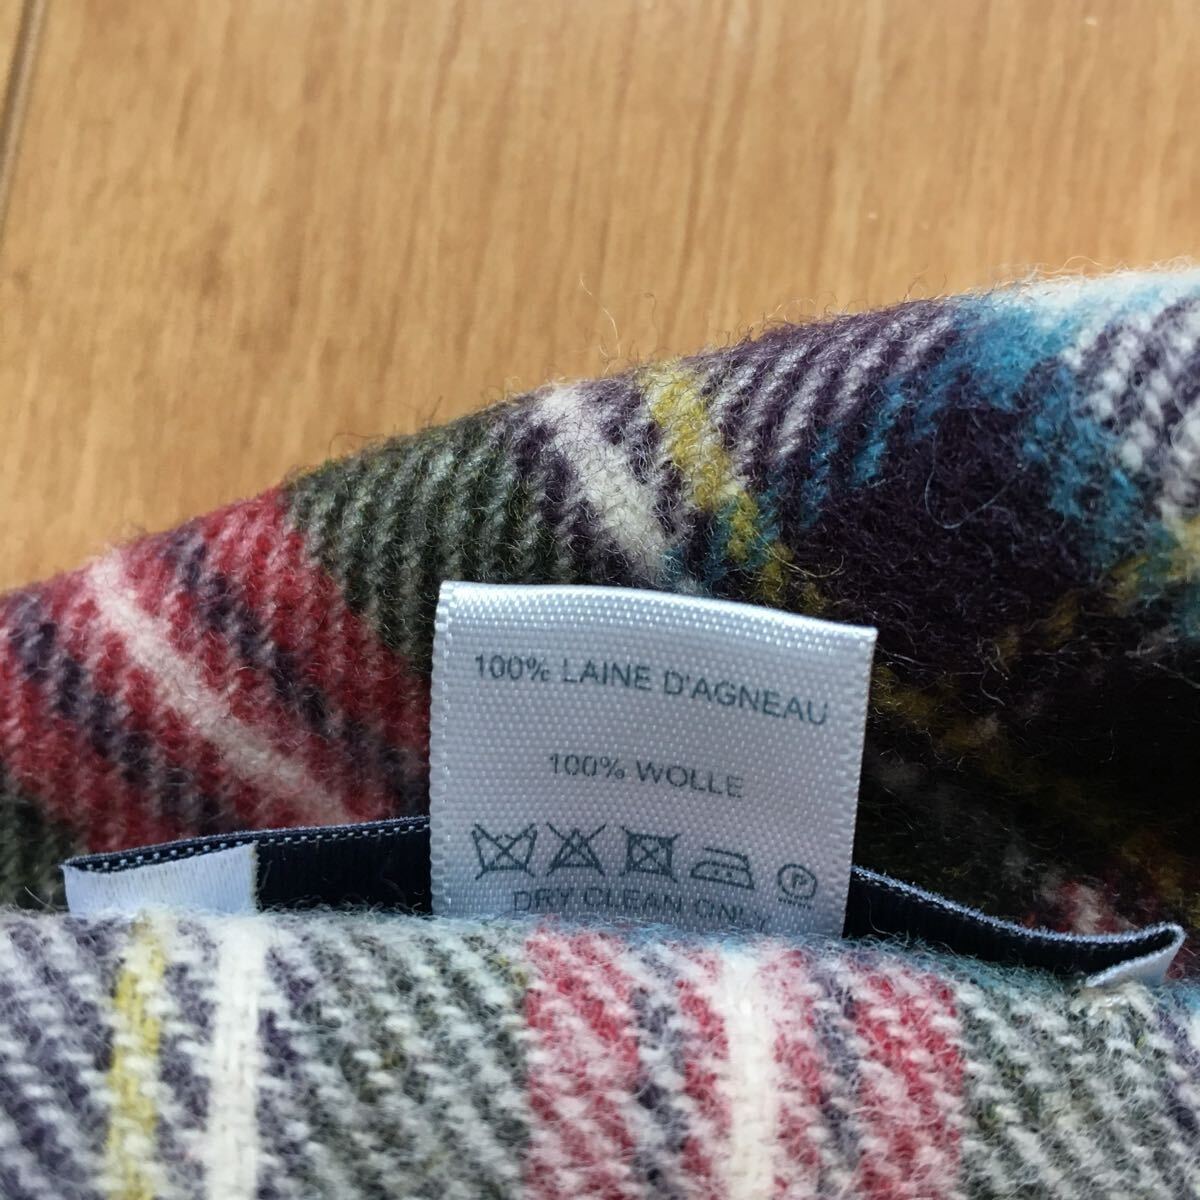 100% LAINE D'AGNEAU
100% WOLLE
P
DRY CLEAN ONLY